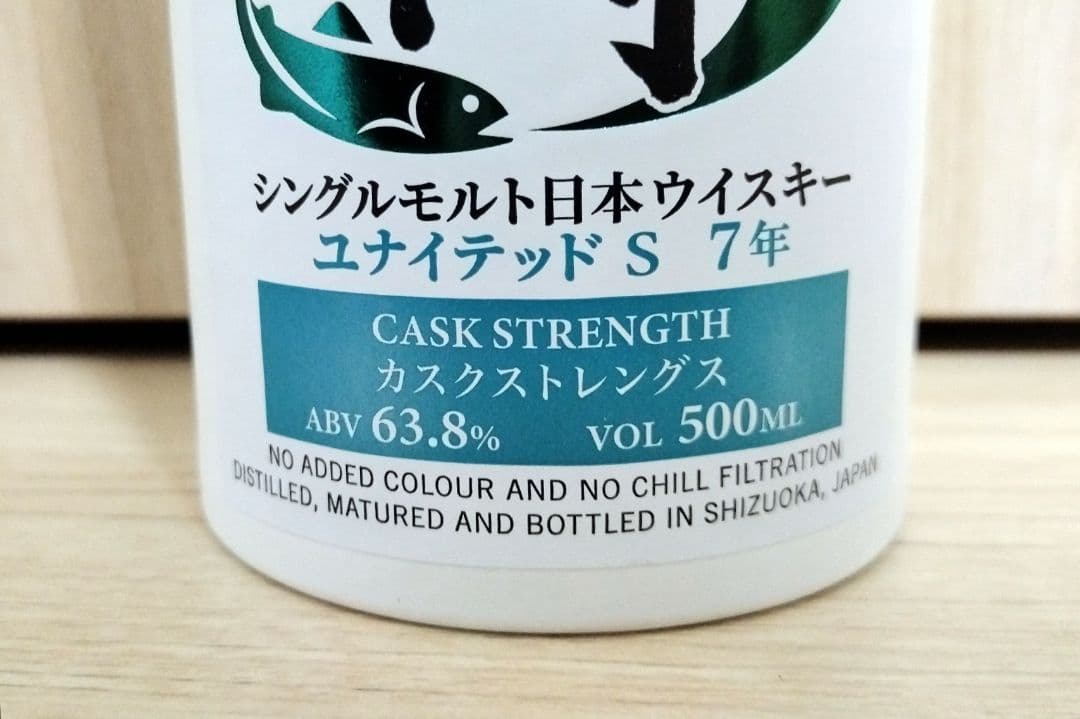 シングルモルト日本ウイスキー
ユナイテッド S 7年
CASK STRENGTH
カスクストレングス
ABV 63.8% VOL 500ML
NO ADDED COLOUR AND NO CHILL FILTRATION
DISTILLED, MATURED AND BOTTLED IN SHIZUOKA, JAPAN